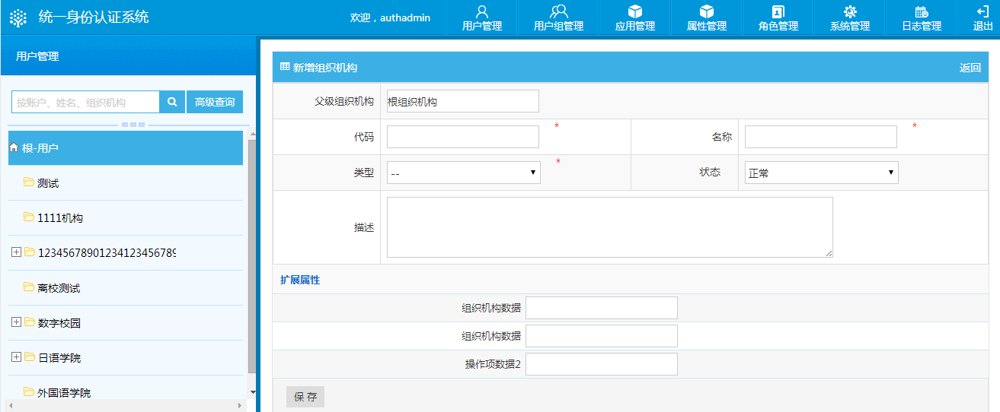 统一身份认证系统
欢迎，authadmin
用户管理
用户组管理
应用管理
属性管理
角色管理
系统管理
日志管理
退出
用户管理
按账户、姓名、组织机构
高级查询
根-用户
测试
1111机构
12345678901234123456789
离校测试
数字校园
日语学院
外国语学院
新增组织机构
返回
父级组织机构 根组织机构
代码 *
名称 *
类型 -- *
状态 正常
描述
扩展属性
组织机构数据
组织机构数据
操作项数据2
保 存